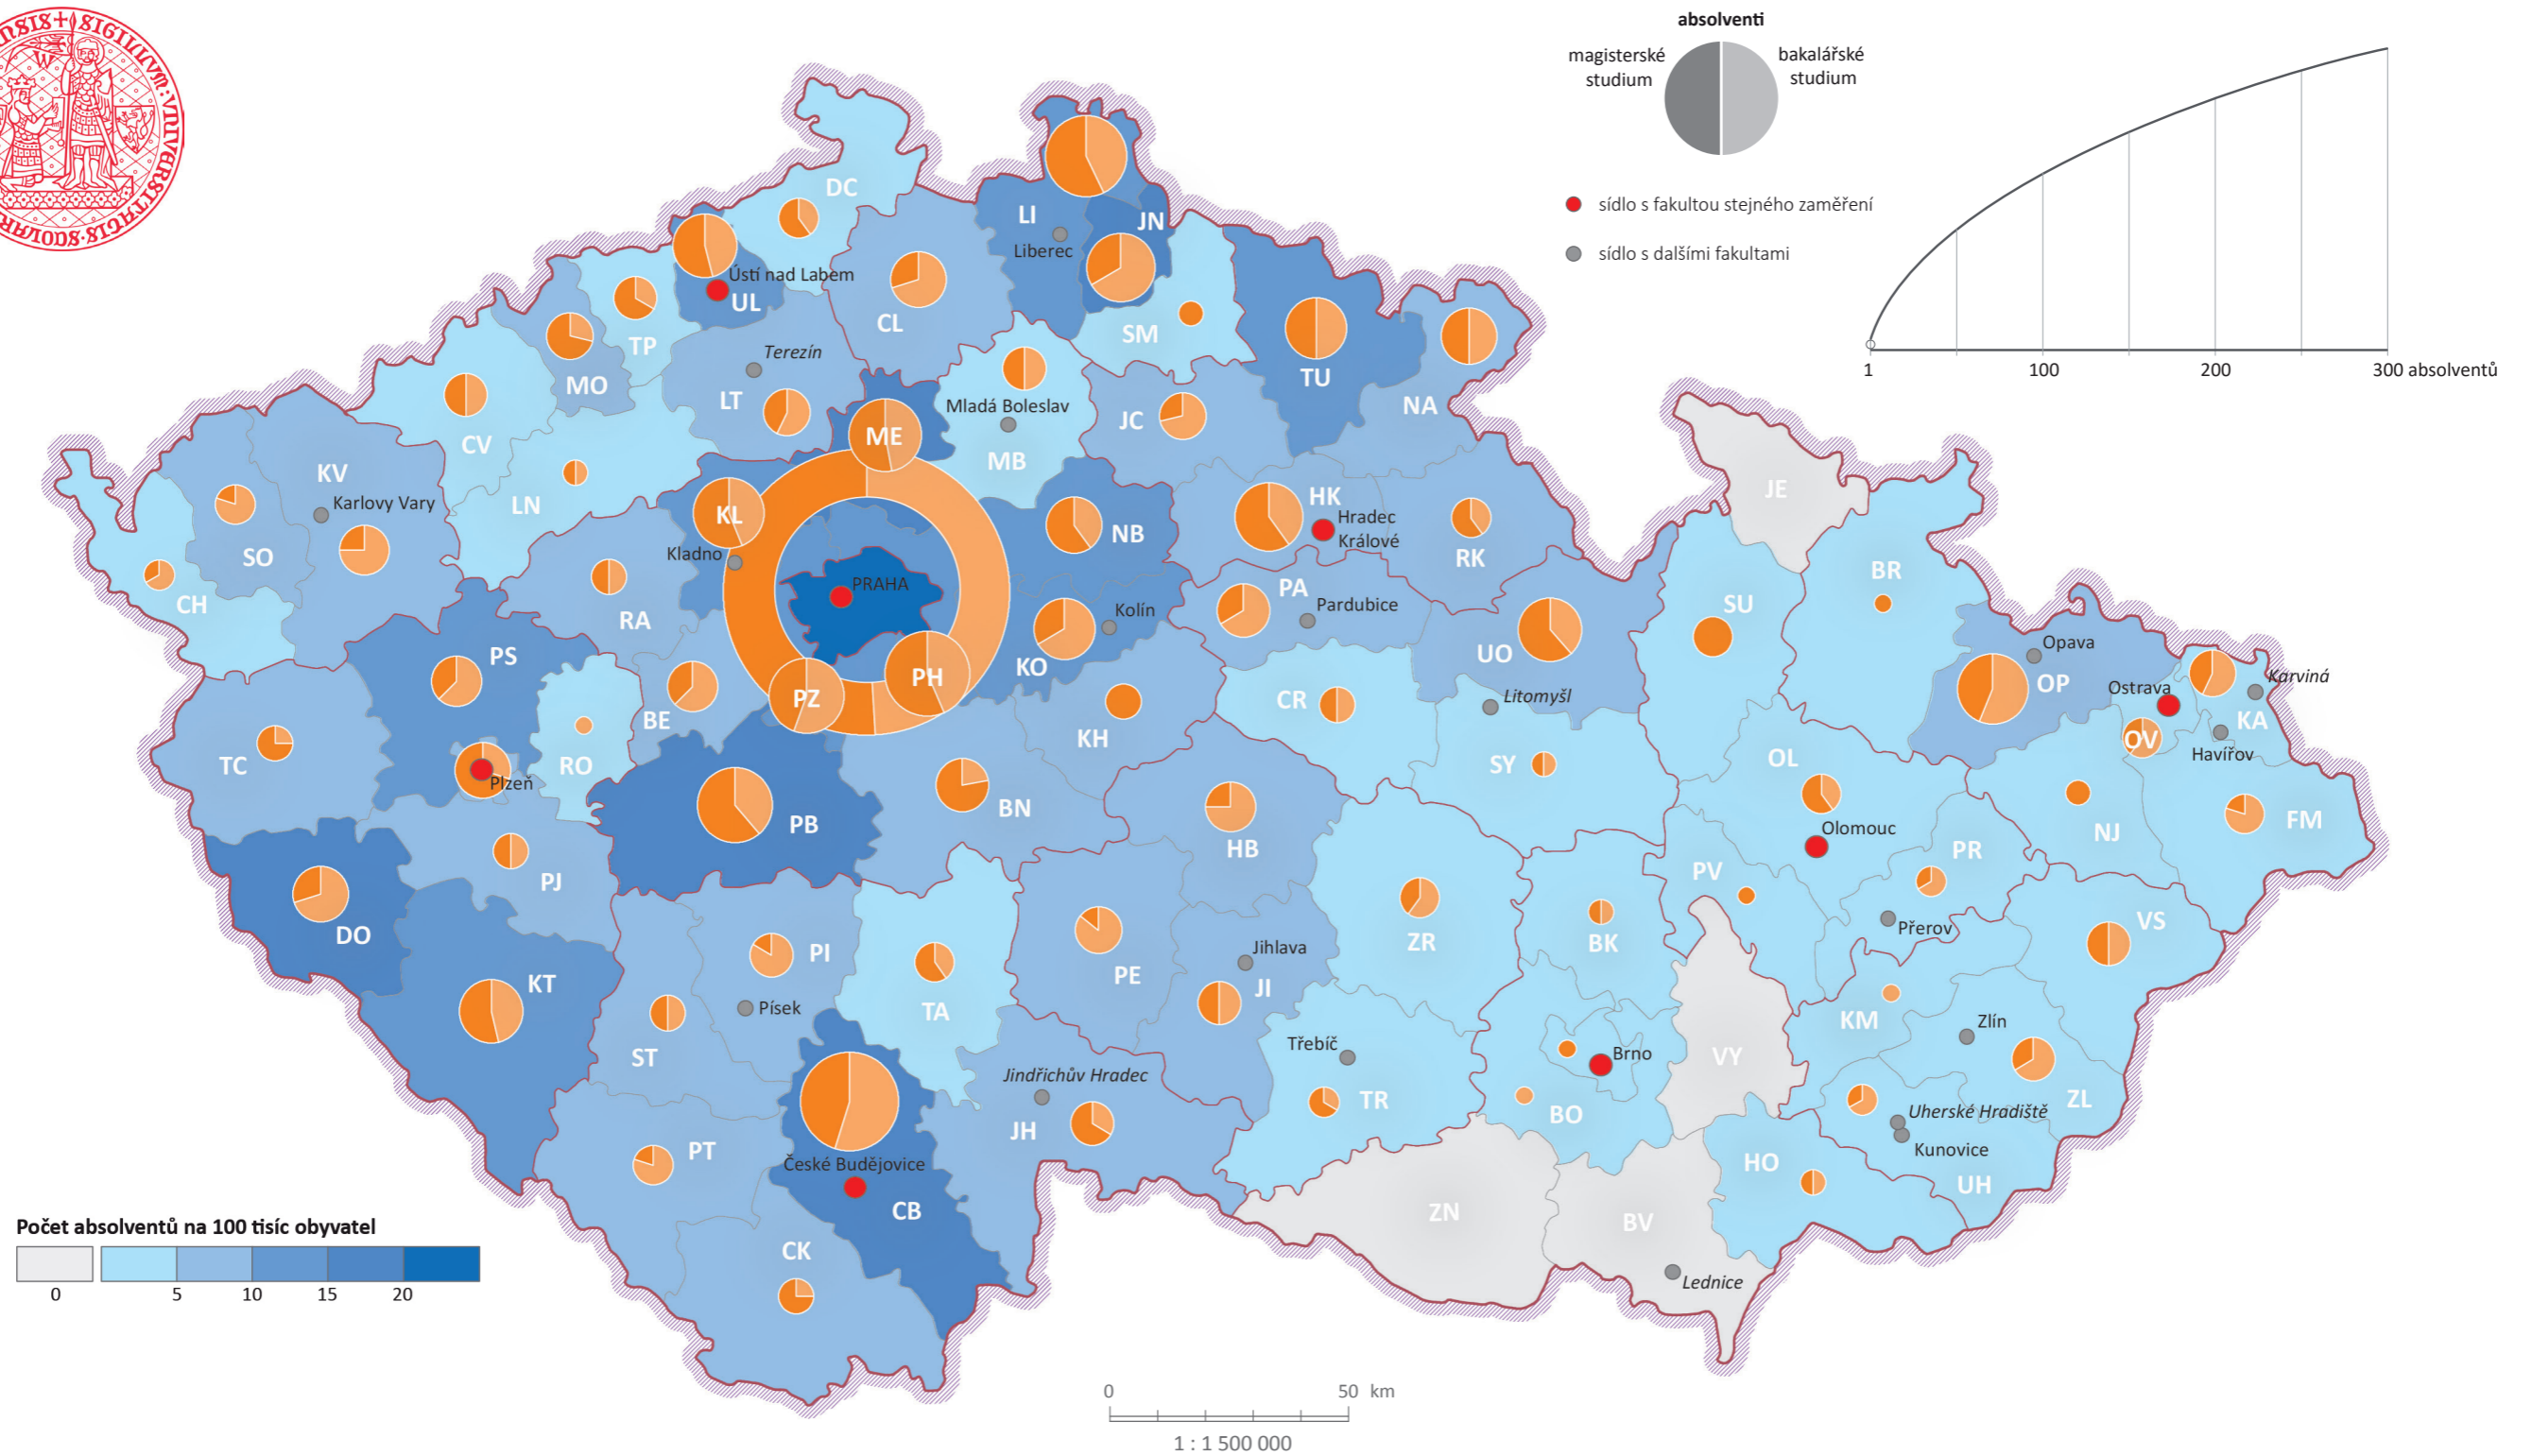 absolventi
magisterské
studium
bakalářské
studium
sídlo s fakultou stejného zaměření
sídlo s dalšími fakultami
1
100
200
300 absolventů
DC
LI
Liberec
JN
Ústí nad Labem
UL
CL
SM
TP
MO
Terezín
LT
TU
NA
ME
Mladá Boleslav
MB
JC
CV
KV
Karlovy Vary
LN
SO
CH
KL
Kladno
NB
HK
Hradec
Králové
RK
JE
PRAHA
RA
Kolín
KO
PA
Pardubice
SU
BR
PS
BE
PZ
PH
UO
Litomyšl
Opava
OP
Ostrava
Karviná
KA
OV
Havířov
TC
Plzeň
RO
KH
CR
SY
OL
PB
BN
HB
Olomouc
NJ
FM
PJ
PR
PV
Přerov
VS
DO
KT
PI
Písek
TA
PE
Jihlava
JI
ZR
BK
KM
Zlín
ST
Jindřichův Hradec
JH
Třebíč
TR
Brno
BO
VY
ZL
Uherské Hradiště
Kunovice
UH
PT
České Budějovice
CB
CK
HO
ZN
BV
Lednice
Počet absolventů na 100 tisíc obyvatel
0
5
10
15
20
0
50 km
1 : 1 500 000